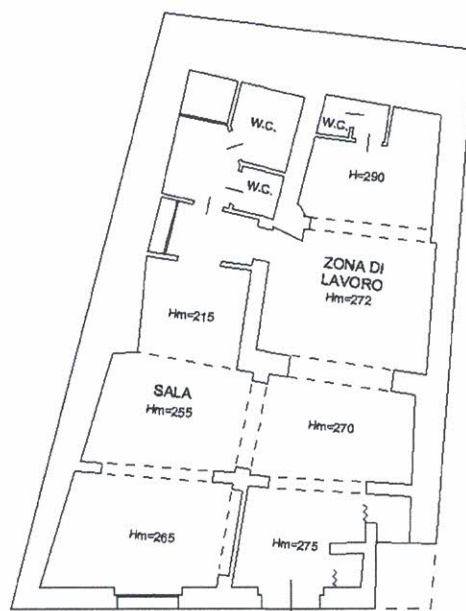 W.C.
W.C.
W.C.
H=290
ZONA DI
LAVORO
Hm=272
Hm=215
SALA
Hm=255
Hm=270
Hm=265
Hm=275